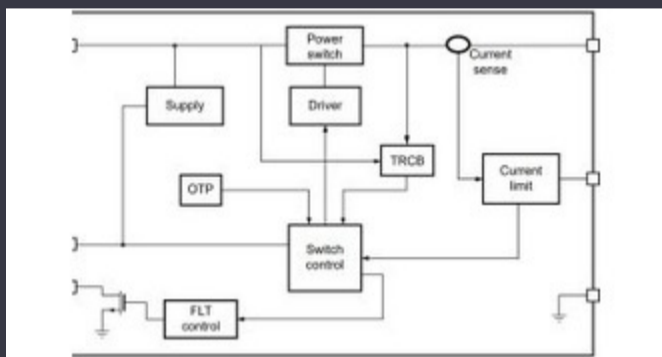 Power
switch
Current
sense
Supply
Driver
TRCB
Current
limit
OTP
Switch
control
FLT
control